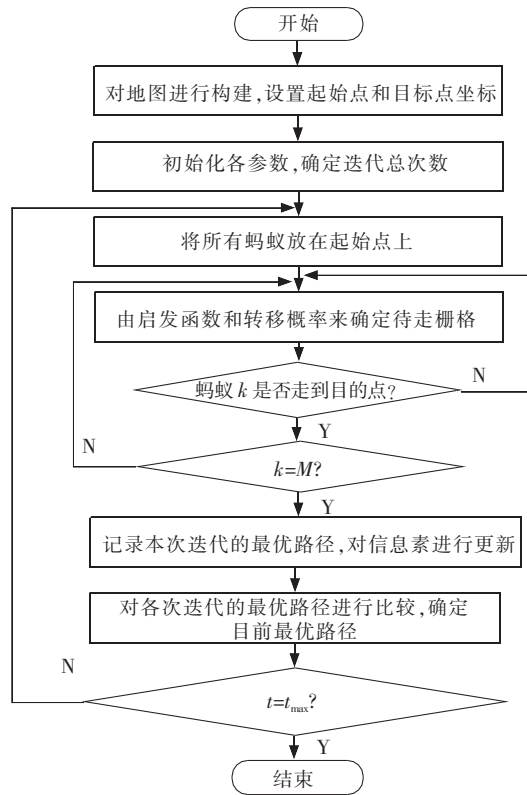 开始
对地图进行构建,设置起始点和目标点坐标
初始化各参数,确定迭代总次数
将所有蚂蚁放在起始点上
由启发函数和转移概率来确定待走栅格
蚂蚁 k 是否走到目的点?
N
Y
N
k=M?
Y
记录本次迭代的最优路径,对信息素进行更新
对各次迭代的最优路径进行比较,确定
目前最优路径
N
t=tmax?
Y
结束